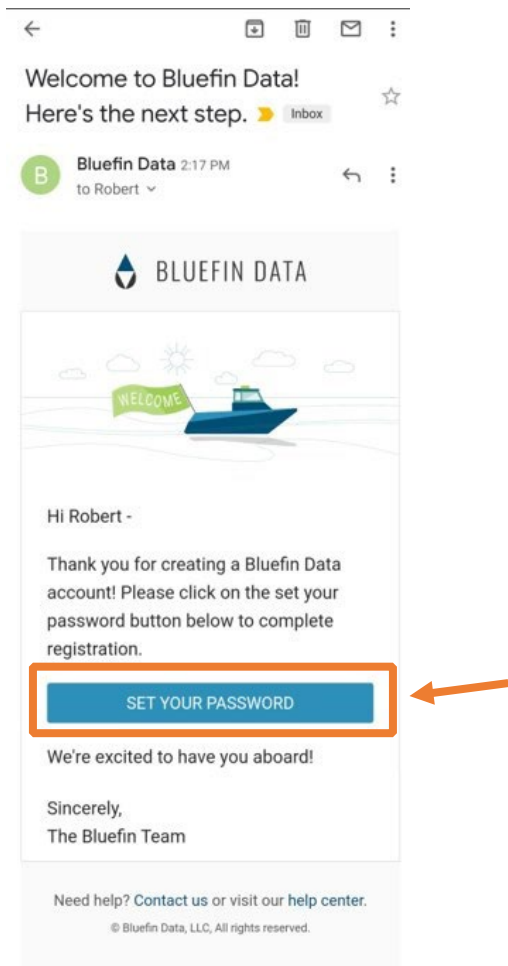 Welcome to Bluefin Data!
Here's the next step. Inbox
B
Bluefin Data 2:17 PM
to Robert
BLUEFIN DATA
WELCOME
Hi Robert -
Thank you for creating a Bluefin Data
account! Please click on the set your
password button below to complete
registration.
SET YOUR PASSWORD
We're excited to have you aboard!
Sincerely,
The Bluefin Team
Need help? Contact us or visit our help center.
© Bluefin Data, LLC, All rights reserved.